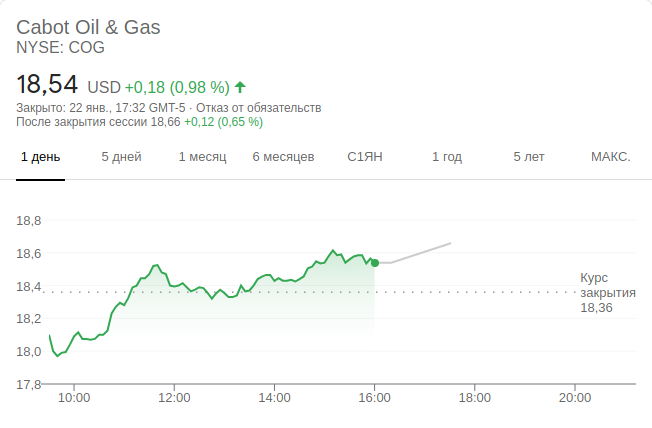 Cabot Oil & Gas
NYSE: COG
18,54 USD +0,18 (0,98 %)
Закрыто: 22 янв., 17:32 GMT-5 · Отказ от обязательств
После закрытия сессии 18,66 +0,12 (0,65 %)
1 день 5 дней 1 месяц 6 месяцев С1ЯН 1 год 5 лет МАКС.
18,8
18,6
18,4
18,2
18,0
17,8
Курс
закрытия
18,36
10:00 12:00 14:00 16:00 18:00 20:00